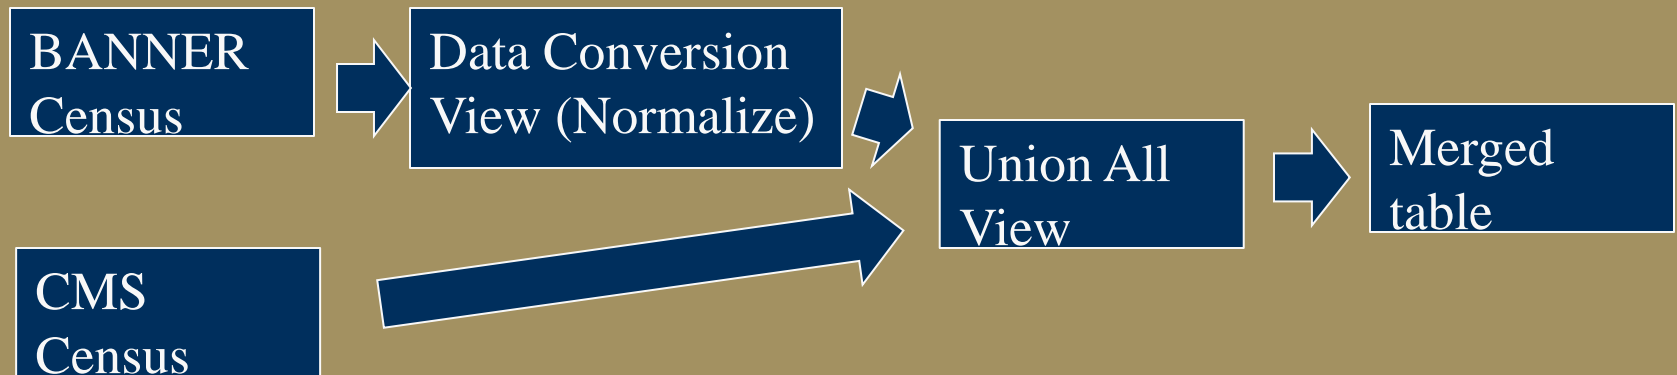 BANNER
Census
Data Conversion
View (Normalize)
Union All
View
Merged
table
CMS
Census